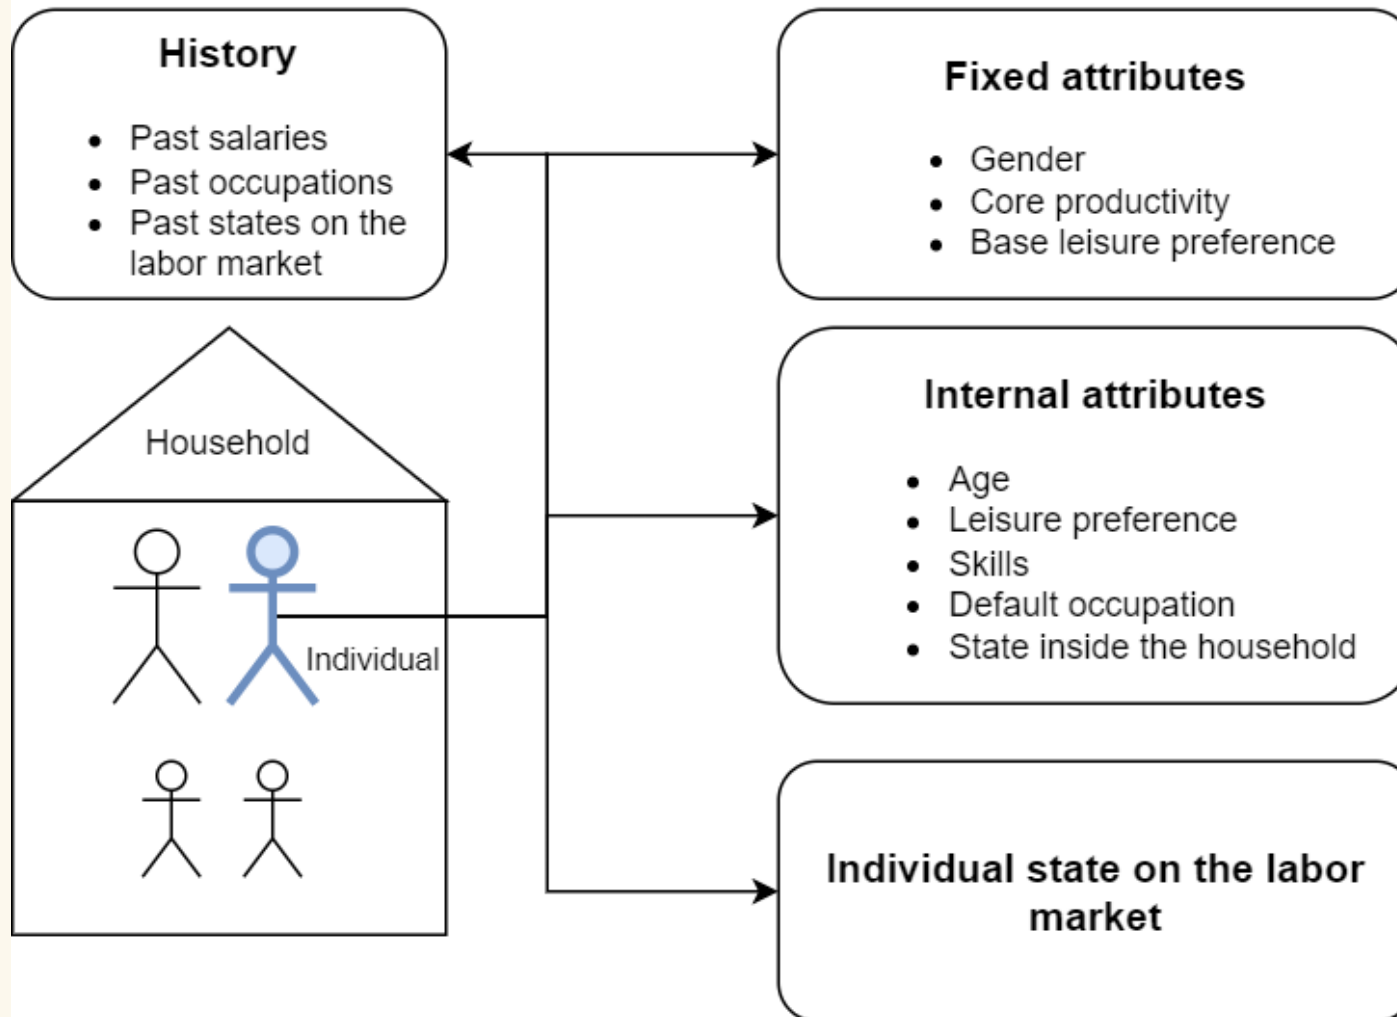 History
• Past salaries
• Past occupations
• Past states on the
labor market
Fixed attributes
• Gender
• Core productivity
• Base leisure preference
Household
Individual
Internal attributes
• Age
• Leisure preference
• Skills
• Default occupation
• State inside the household
Individual state on the labor
market